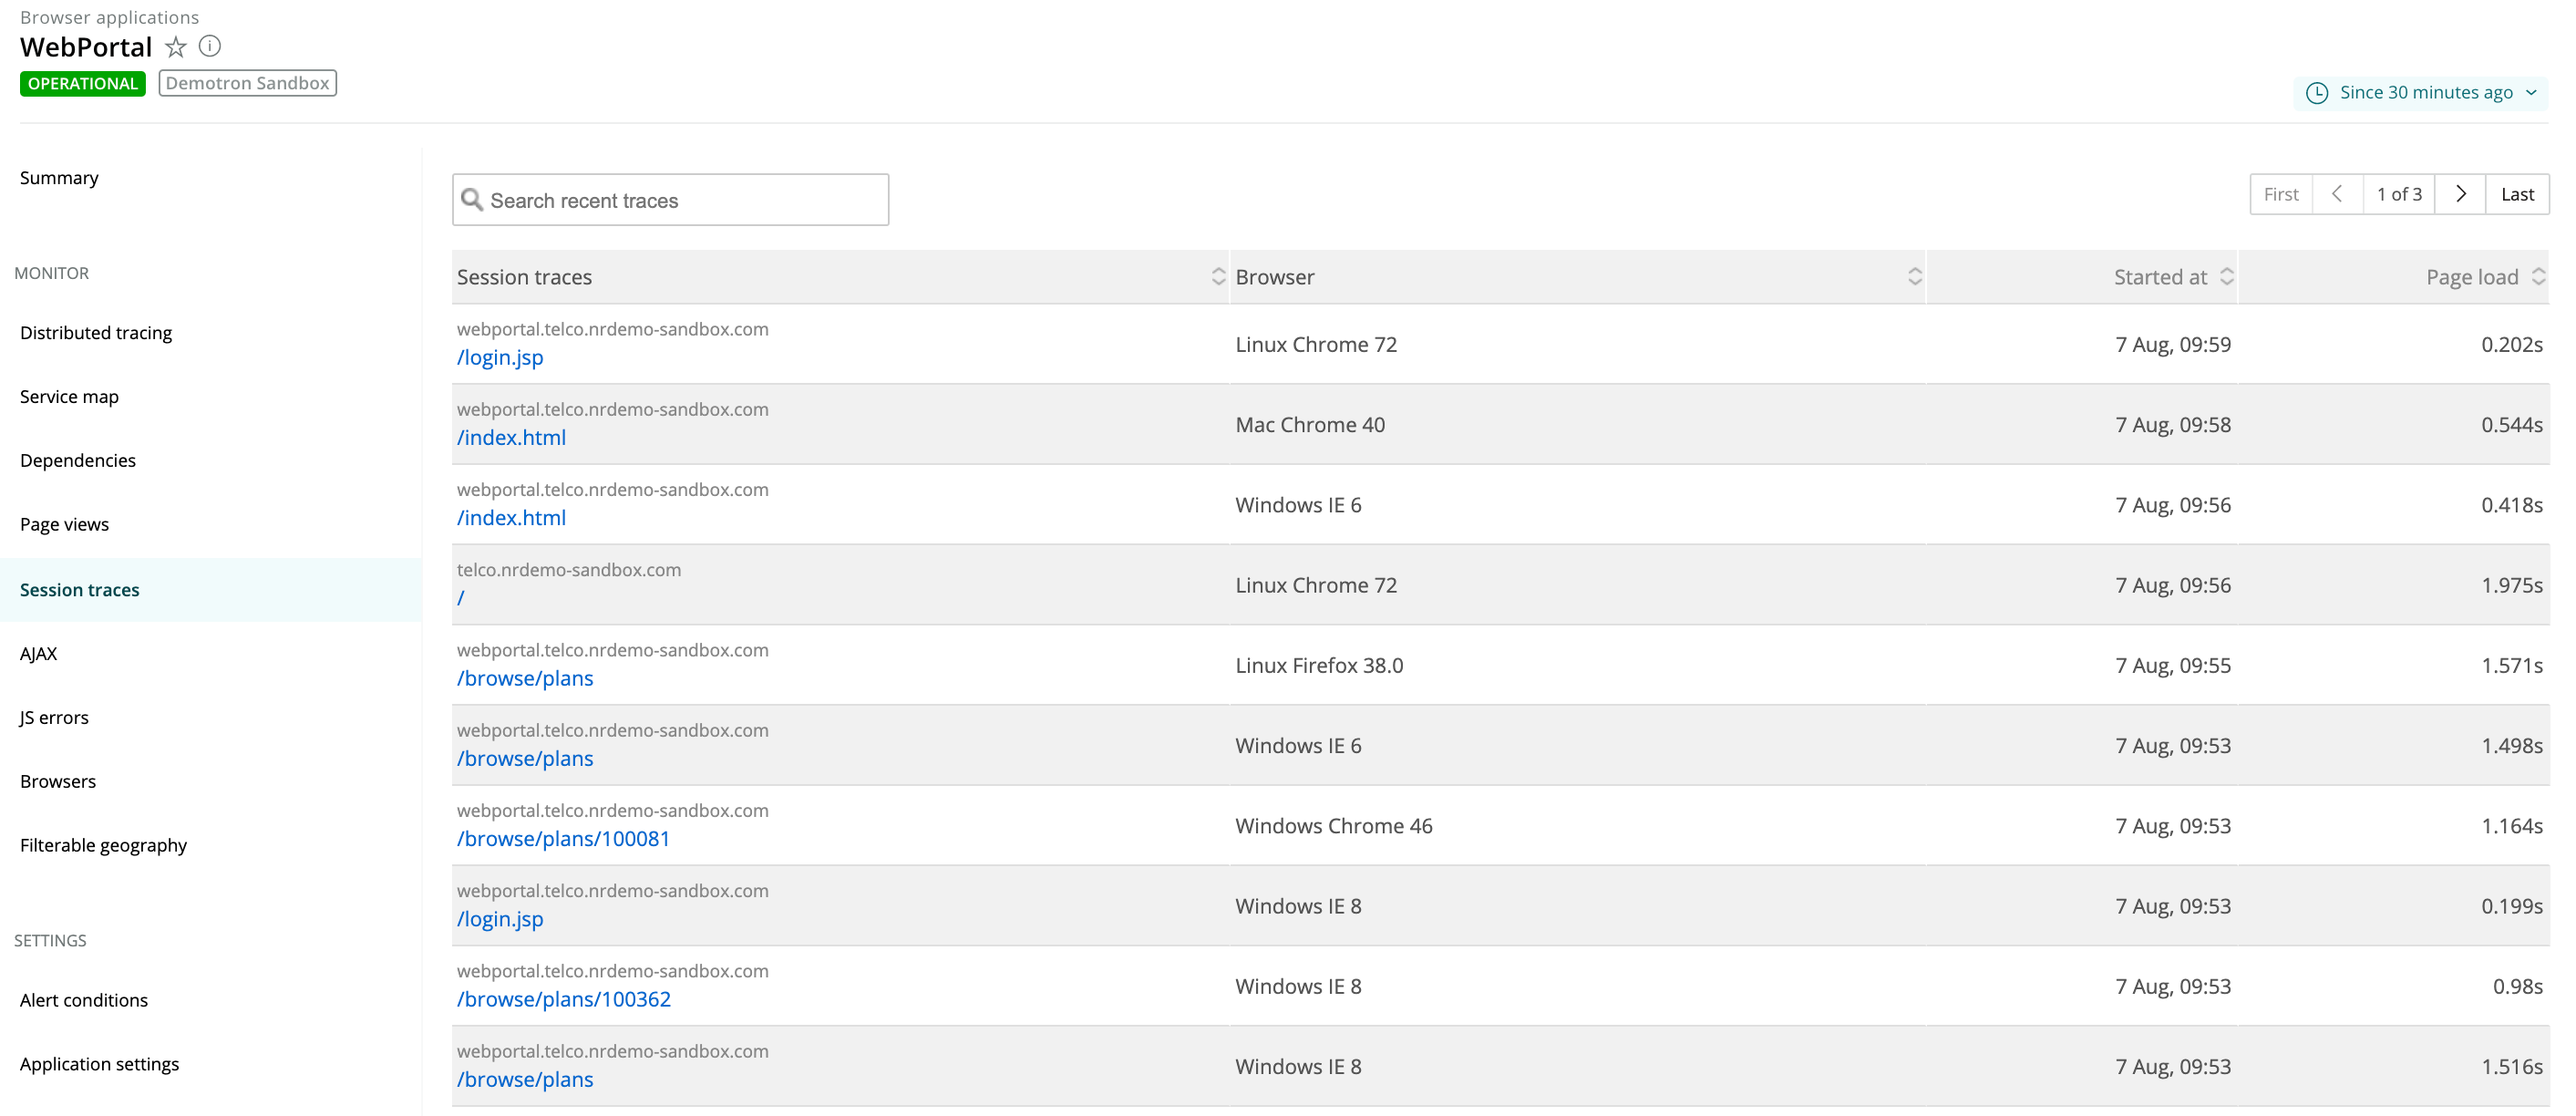 Browser applications
WebPortal
OPERATIONAL Demotron Sandbox
Since 30 minutes ago
Summary
MONITOR
Distributed tracing
Service map
Dependencies
Page views
Session traces
AJAX
JS errors
Browsers
Filterable geography
SETTINGS
Alert conditions
Application settings
Search recent traces
First 1 of 3 Last
Session traces Browser Started at Page load
webportal.telco.nrdemo-sandbox.com
/login.jsp Linux Chrome 72 7 Aug, 09:59 0.202s
webportal.telco.nrdemo-sandbox.com
/index.html Mac Chrome 40 7 Aug, 09:58 0.544s
webportal.telco.nrdemo-sandbox.com
/index.html Windows IE 6 7 Aug, 09:56 0.418s
telco.nrdemo-sandbox.com
/ Linux Chrome 72 7 Aug, 09:56 1.975s
webportal.telco.nrdemo-sandbox.com
/browse/plans Linux Firefox 38.0 7 Aug, 09:55 1.571s
webportal.telco.nrdemo-sandbox.com
/browse/plans Windows IE 6 7 Aug, 09:53 1.498s
webportal.telco.nrdemo-sandbox.com
/browse/plans/100081 Windows Chrome 46 7 Aug, 09:53 1.164s
webportal.telco.nrdemo-sandbox.com
/login.jsp Windows IE 8 7 Aug, 09:53 0.199s
webportal.telco.nrdemo-sandbox.com
/browse/plans/100362 Windows IE 8 7 Aug, 09:53 0.98s
webportal.telco.nrdemo-sandbox.com
/browse/plans Windows IE 8 7 Aug, 09:53 1.516s